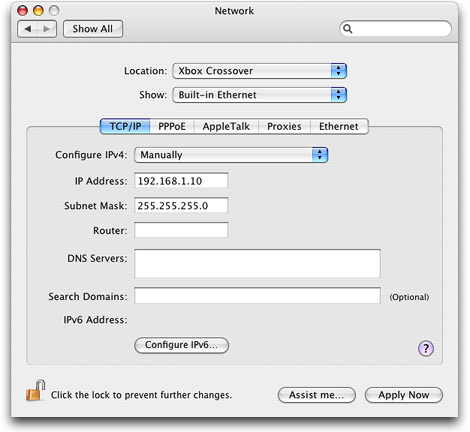 Network
Show All
Location: Xbox Crossover
Show: Built-in Ethernet
TCP/IP PPPoE AppleTalk Proxies Ethernet
Configure IPv4: Manually
IP Address: 192.168.1.10
Subnet Mask: 255.255.255.0
Router:
DNS Servers:
Search Domains: (Optional)
IPv6 Address:
Configure IPv6...
?
Click the lock to prevent further changes. Assist me... Apply Now